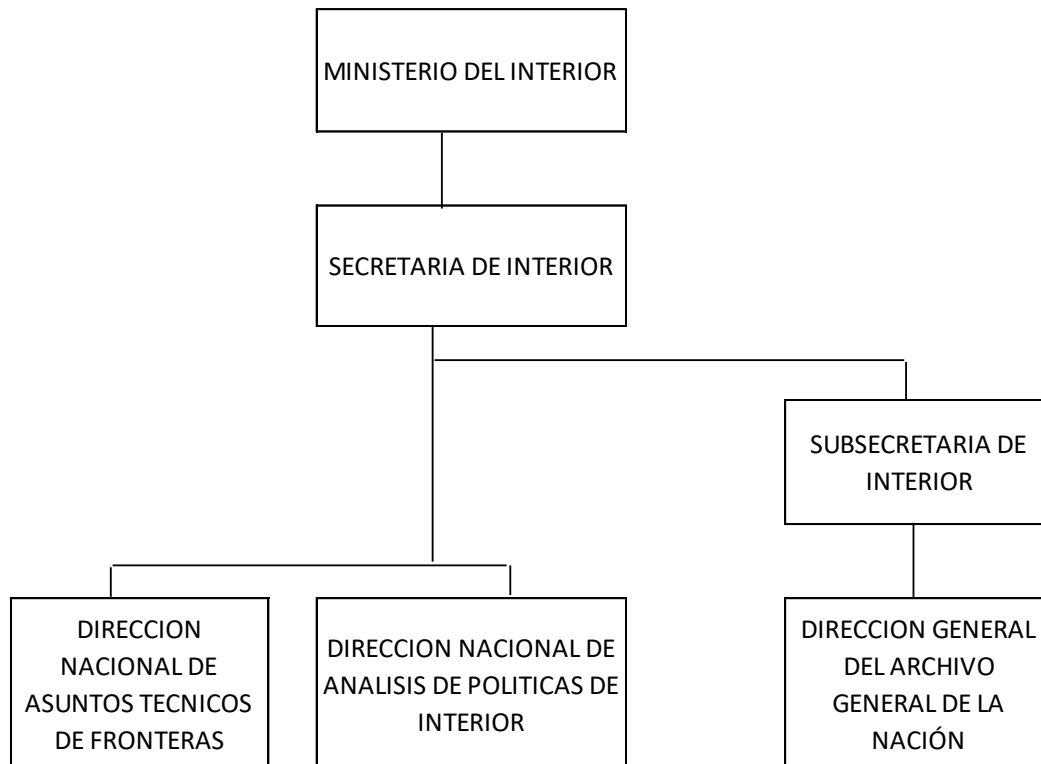 MINISTERIO DEL INTERIOR
SECRETARIA DE INTERIOR
SUBSECRETARIA DE
INTERIOR
DIRECCION
NACIONAL DE
ASUNTOS TECNICOS
DE FRONTERAS
DIRECCION NACIONAL DE
ANALISIS DE POLITICAS DE
INTERIOR
DIRECCION GENERAL
DEL ARCHIVO
GENERAL DE LA
NACIÓN